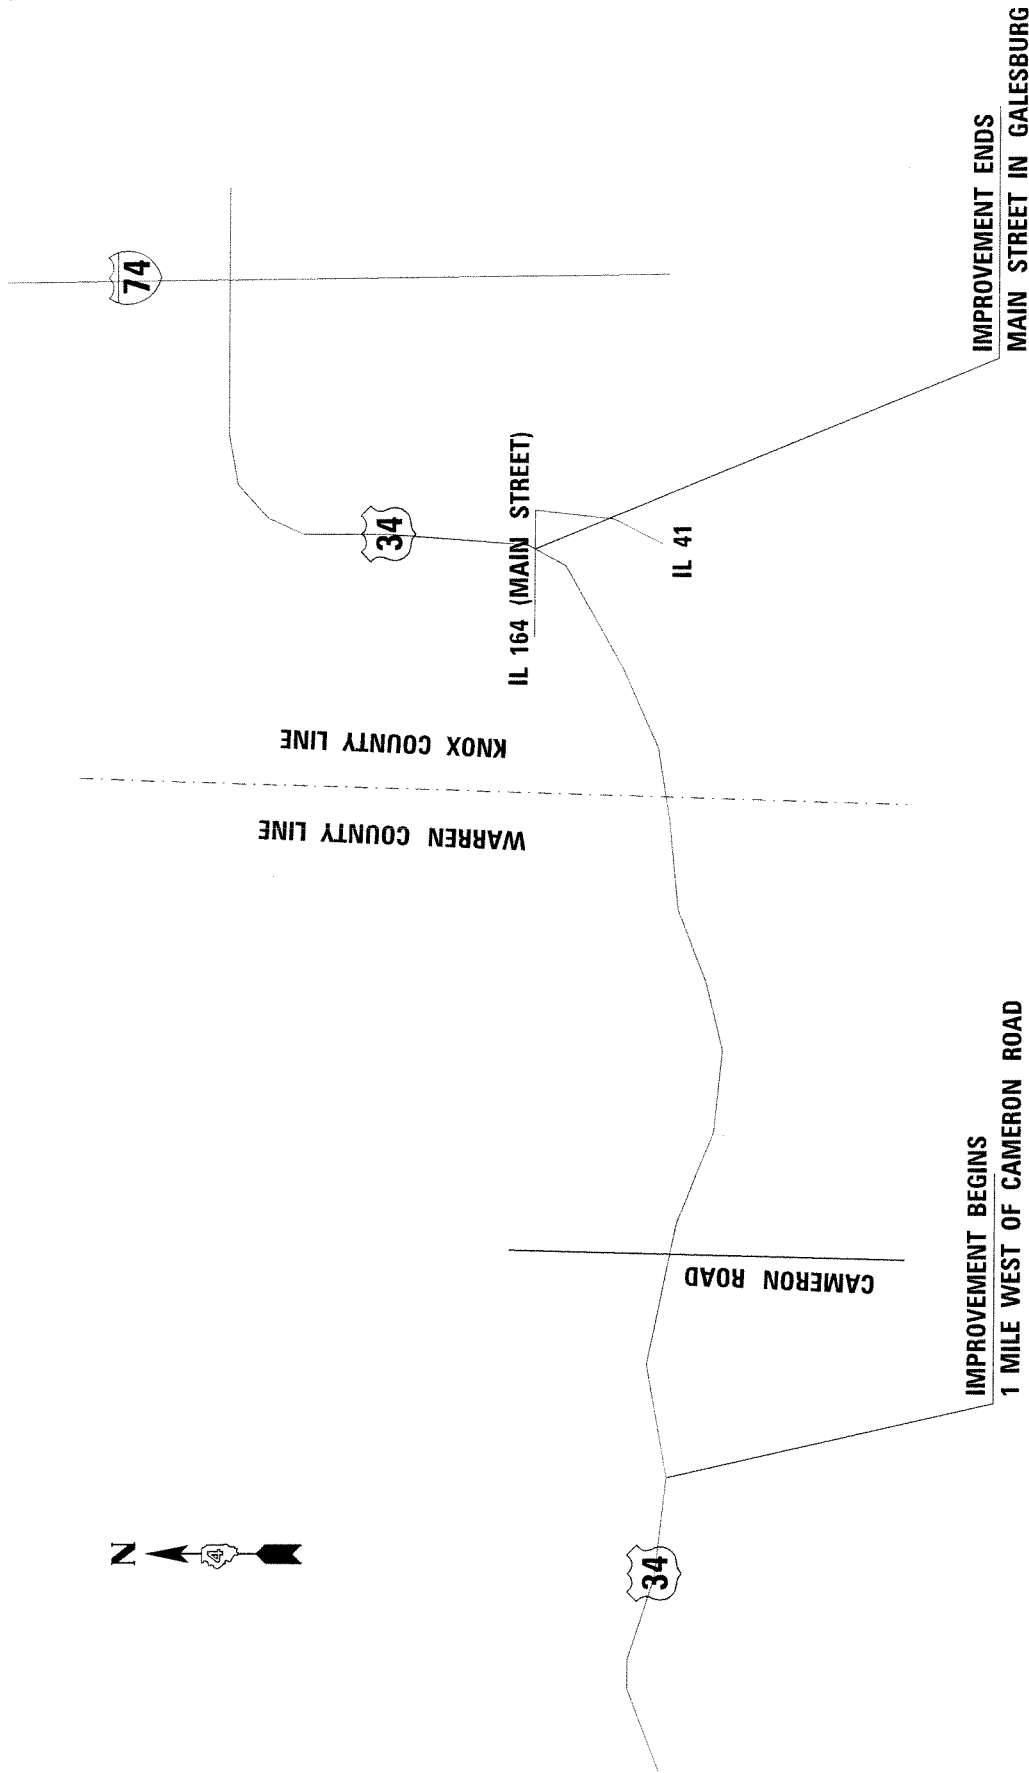 N
4
74
34
IL 164 (MAIN STREET)
IL 41
KNOX COUNTY LINE
WARREN COUNTY LINE
CAMERON ROAD
34
IMPROVEMENT BEGINS
1 MILE WEST OF CAMERON ROAD
IMPROVEMENT ENDS
MAIN STREET IN GALESBURG